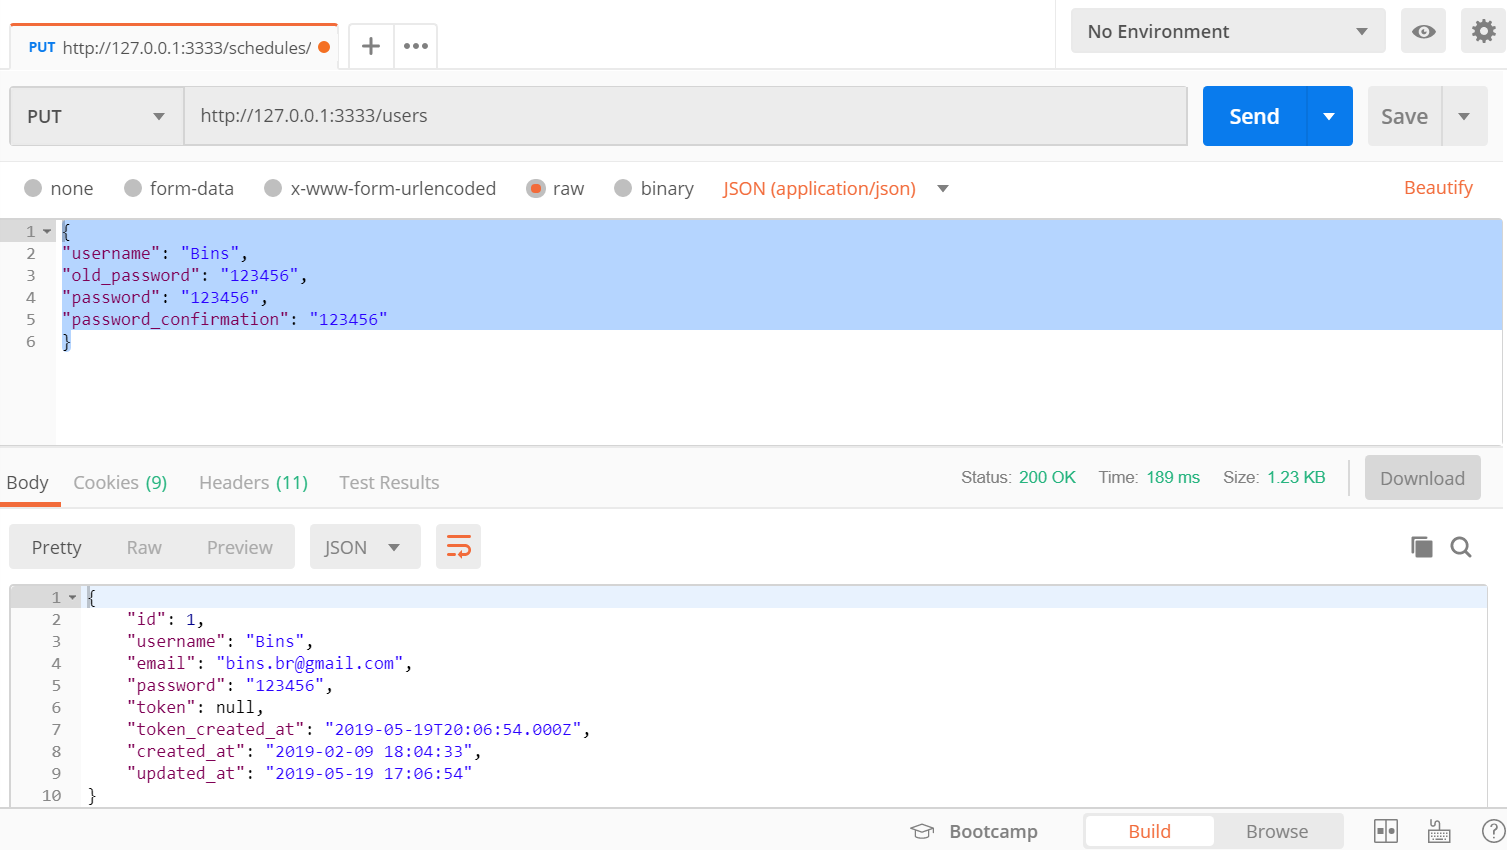 PUT http://127.0.0.1:3333/schedules/
No Environment
PUT http://127.0.0.1:3333/users Send Save
none form-data x-www-form-urlencoded raw binary JSON (application/json) Beautify
1 {
2 "username": "Bins",
3 "old_password": "123456",
4 "password": "123456",
5 "password_confirmation": "123456"
6 }
Body Cookies (9) Headers (11) Test Results Status: 200 OK Time: 189 ms Size: 1.23 KB Download
Pretty Raw Preview JSON
1 {
2 "id": 1,
3 "username": "Bins",
4 "email": "bins.br@gmail.com",
5 "password": "123456",
6 "token": null,
7 "token_created_at": "2019-05-19T20:06:54.000Z",
8 "created_at": "2019-02-09 18:04:33",
9 "updated_at": "2019-05-19 17:06:54"
10 }
Bootcamp Build Browse